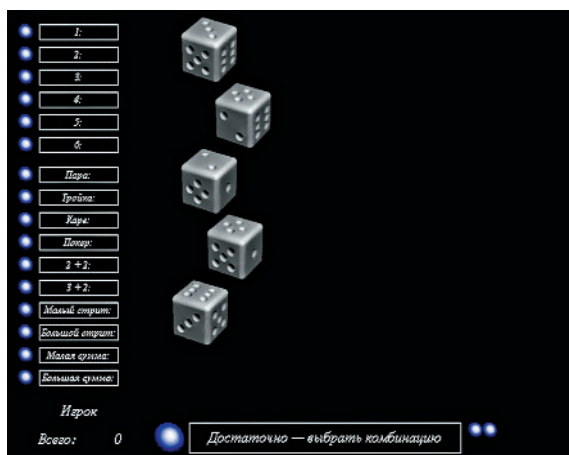 1:
2:
3:
4:
5:
6:
Пара:
Тройка:
Каре:
Покер:
2 +2:
3 +2:
Малый стрит:
Большой стрит:
Малая сумма:
Большая сумма:
Игрок
Всего: 0
Достаточно — выбрать комбинацию